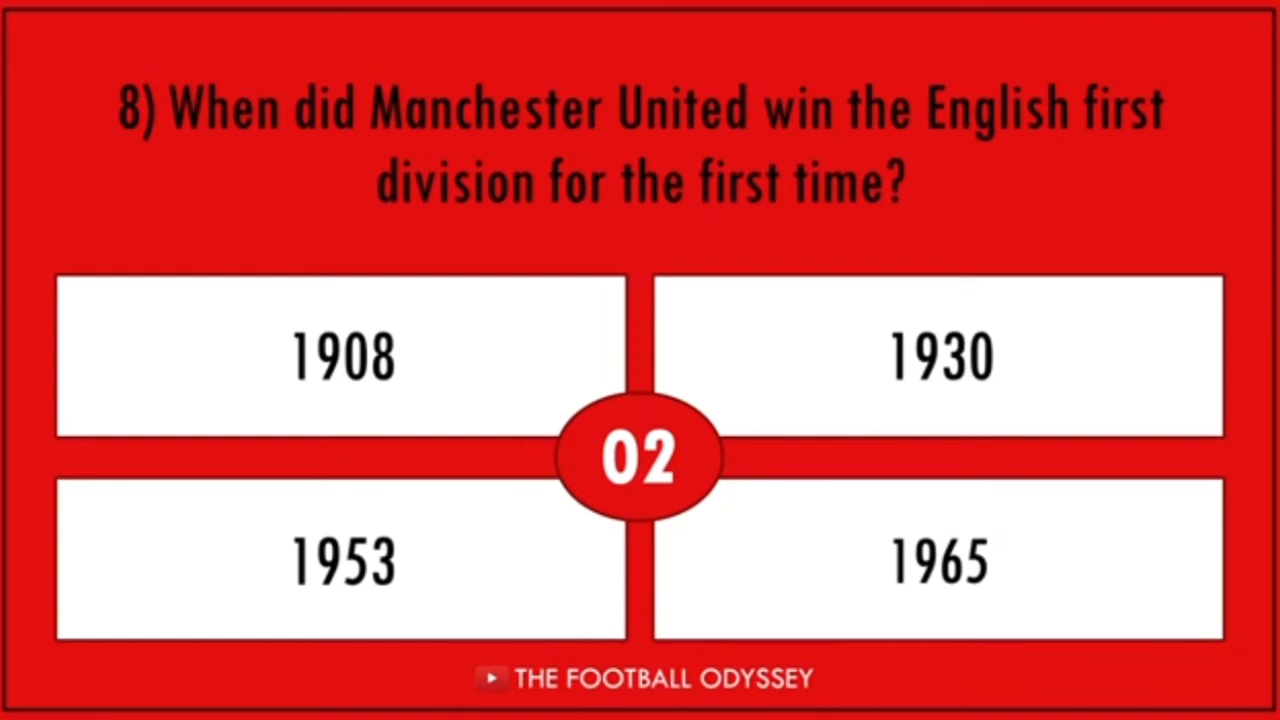 8) When did Manchester United win the English first
division for the first time?
1908
1930
02
1953
1965
THE FOOTBALL ODYSSEY